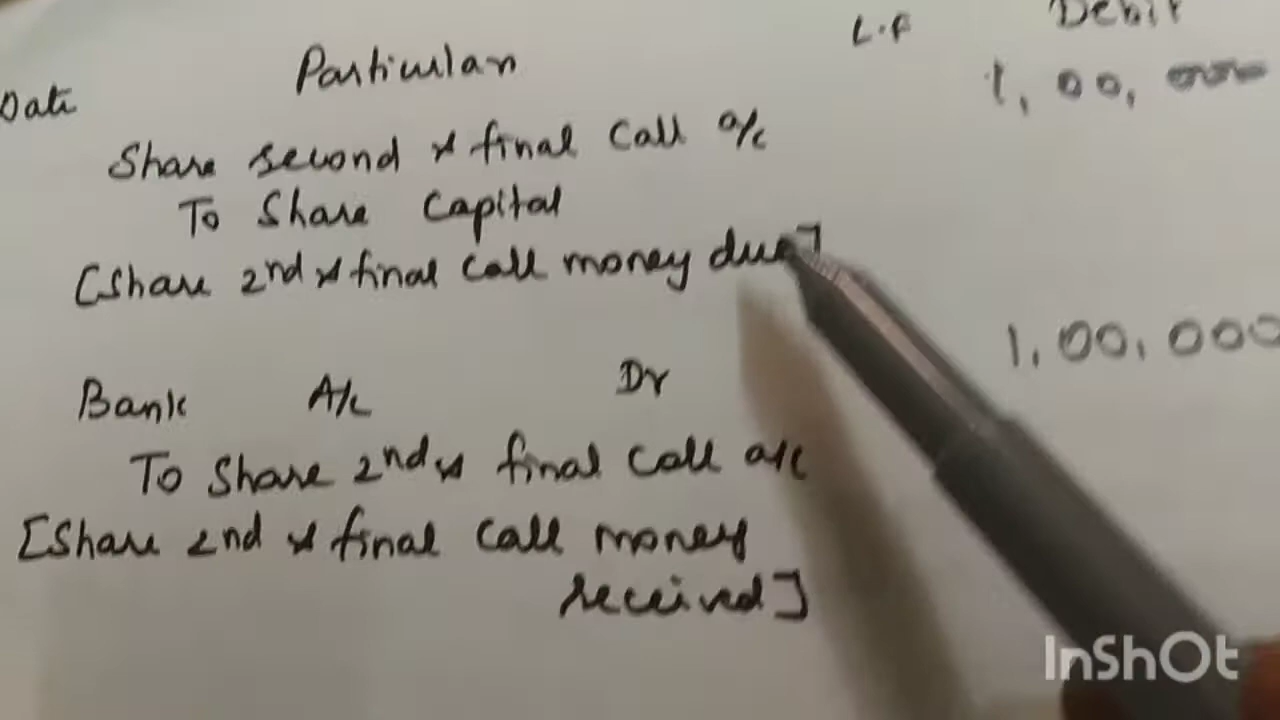 Date Particular L.F Debit
Share second & final Call a/c 1,00,000
To Share Capital
[Share 2nd & final Call money due]
Bank A/c Dr 1,00,000
To Share 2nd & final Call a/c
[Share 2nd & final Call money
received]
InShOt